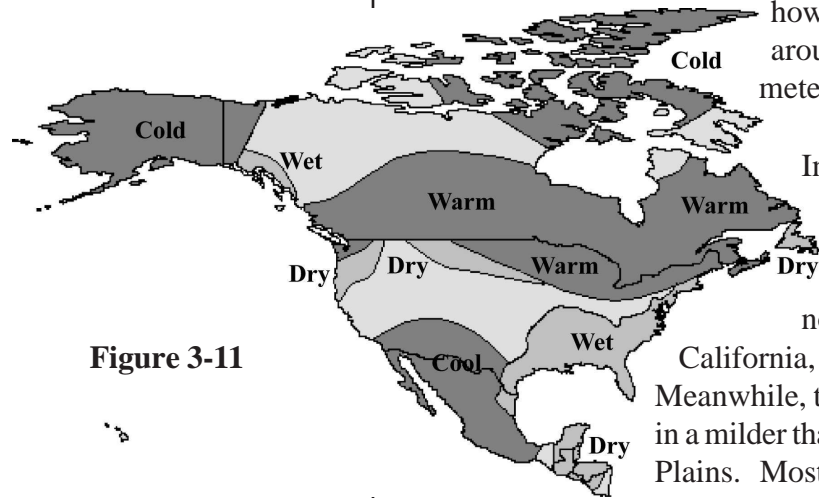 how
arou
Cold
mete
Cold
Wet
In
Warm
Warm
Dry
Dry
Warm
Dry
no
Figure 3-11
Wet
Cool
California,
Meanwhile, t
in a milder tha
Dry
Plains. Most